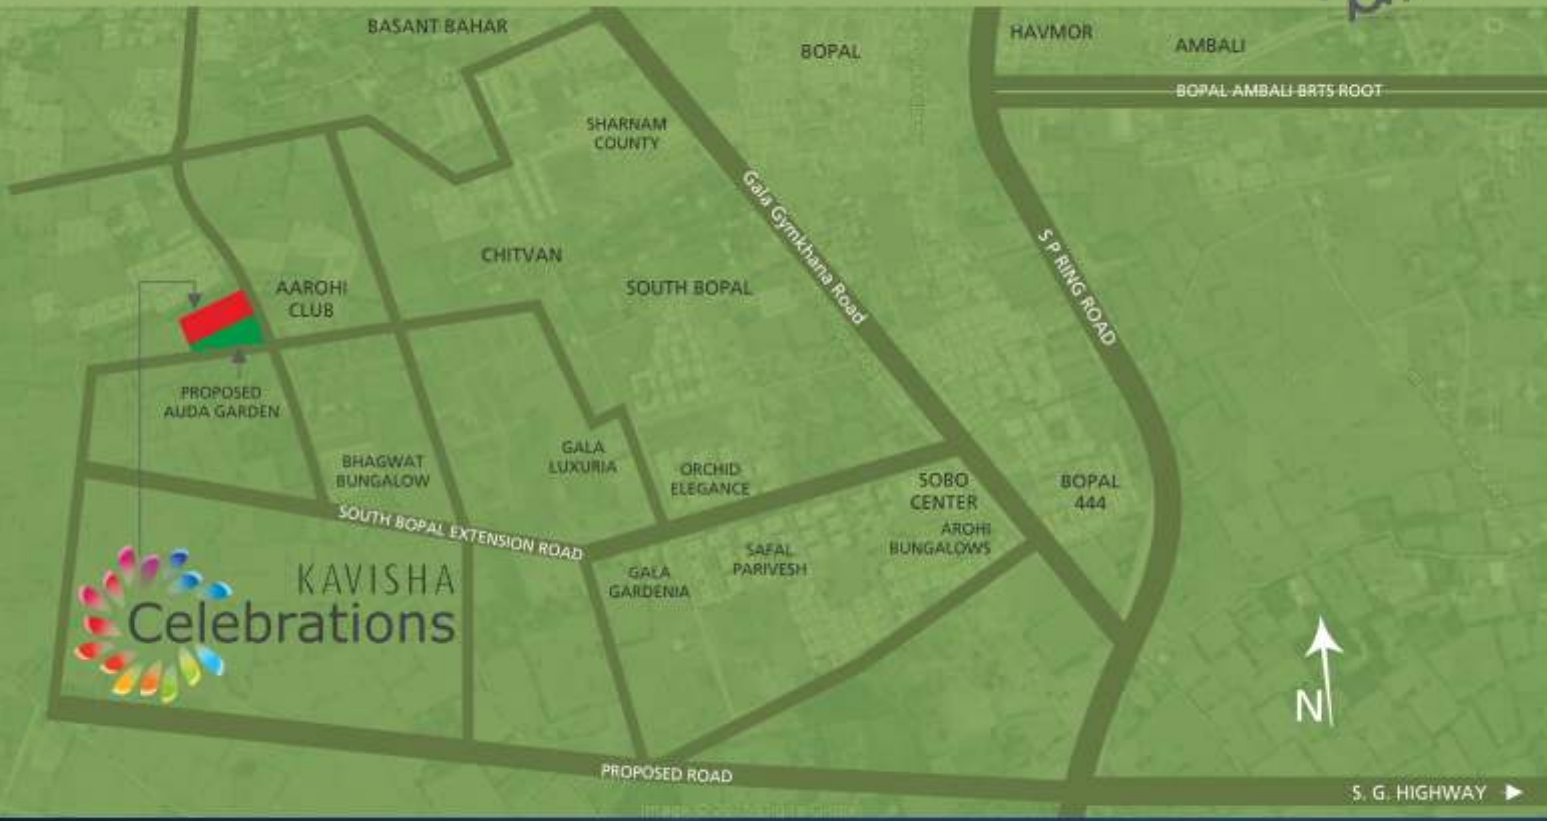 BASANT BAHAR
BOPAL
HAVMOR
AMBALI
BOPAL AMBALI BRTS ROOT
SHARNAM
COUNTY
Gala Gymkhana Road
S P RING ROAD
CHITVAN
SOUTH BOPAL
AAROHI
CLUB
PROPOSED
AUDA GARDEN
BHAGWAT
BUNGALOW
GALA
LUXURIA
ORCHID
ELEGANCE
SOBO
CENTER
BOPAL
444
AROHI
BUNGALOWS
SOUTH BOPAL EXTENSION ROAD
SAFAL
PARIVESH
GALA
GARDENIA
KAVISHA
Celebrations
N
PROPOSED ROAD
S. G. HIGHWAY